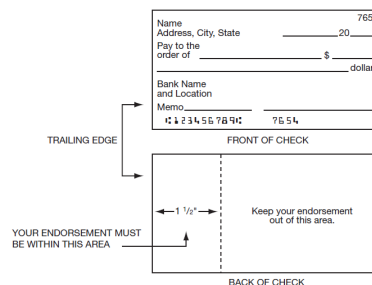 765
Name
Address, City, State 20
Pay to the
order of $
dollar
Bank Name
and Location
Memo
⑆123456789⑆ 7654
TRAILING EDGE
FRONT OF CHECK
1 1/2"
Keep your endorsement
out of this area.
YOUR ENDORSEMENT MUST
BE WITHIN THIS AREA
BACK OF CHECK